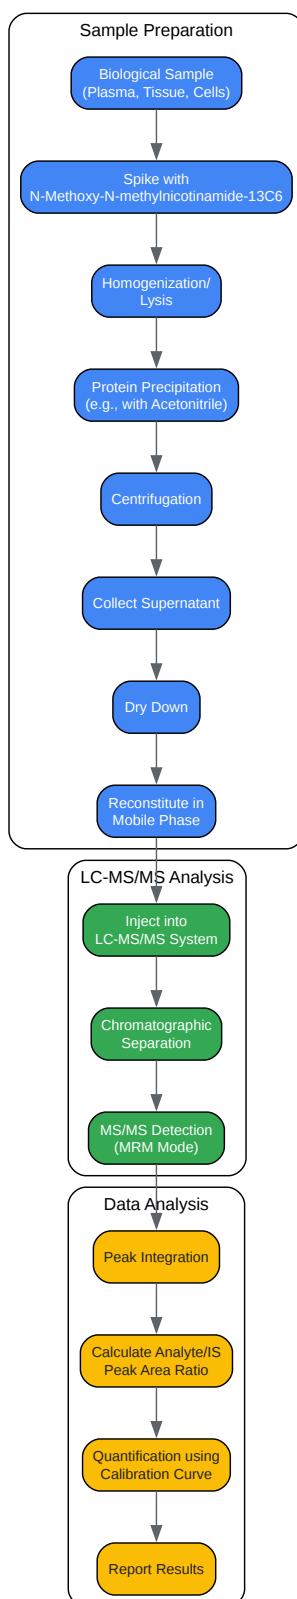 Sample Preparation
Biological Sample
(Plasma, Tissue, Cells)
Spike with
N-Methoxy-N-methylnicotinamide-13C6
Homogenization/
Lysis
Protein Precipitation
(e.g., with Acetonitrile)
Centrifugation
Collect Supernatant
Dry Down
Reconstitute in
Mobile Phase
LC-MS/MS Analysis
Inject into
LC-MS/MS System
Chromatographic
Separation
MS/MS Detection
(MRM Mode)
Data Analysis
Peak Integration
Calculate Analyte/IS
Peak Area Ratio
Quantification using
Calibration Curve
Report Results